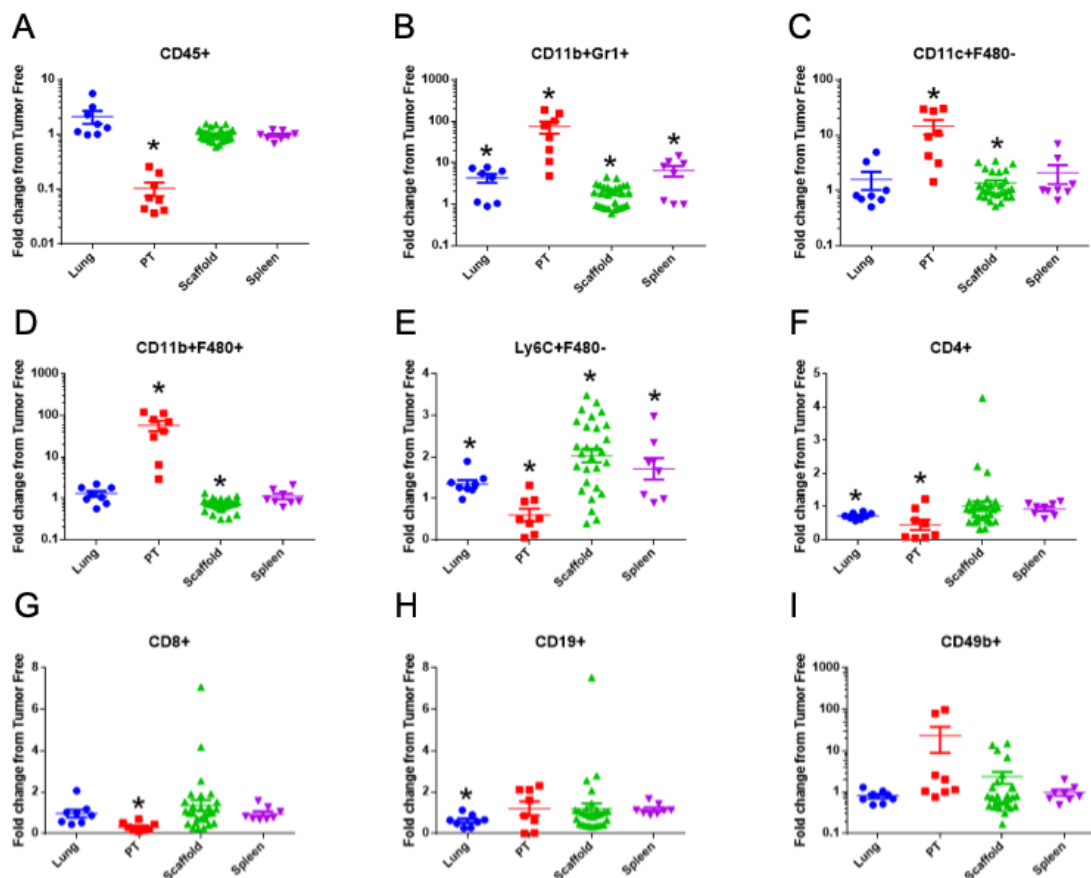 A
CD45+
Fold change from Tumor Free
10
1
0.1
0.01
Lung
PT
Scaffold
Spleen
*
B
CD11b+Gr1+
Fold change from Tumor Free
1000
100
10
1
0.1
Lung
PT
Scaffold
Spleen
*
*
*
*
C
CD11c+F480-
Fold change from Tumor Free
100
10
1
0.1
Lung
PT
Scaffold
Spleen
*
*
D
CD11b+F480+
Fold change from Tumor Free
1000
100
10
1
0.1
Lung
PT
Scaffold
Spleen
*
*
E
Ly6C+F480-
Fold change from Tumor Free
4
3
2
1
0
Lung
PT
Scaffold
Spleen
*
*
*
*
F
CD4+
Fold change from Tumor Free
5
4
3
2
1
0
Lung
PT
Scaffold
Spleen
*
*
G
CD8+
Fold change from Tumor Free
8
6
4
2
0
Lung
PT
Scaffold
Spleen
*
H
CD19+
Fold change from Tumor Free
8
6
4
2
0
Lung
PT
Scaffold
Spleen
*
I
CD49b+
Fold change from Tumor Free
1000
100
10
1
0.1
Lung
PT
Scaffold
Spleen